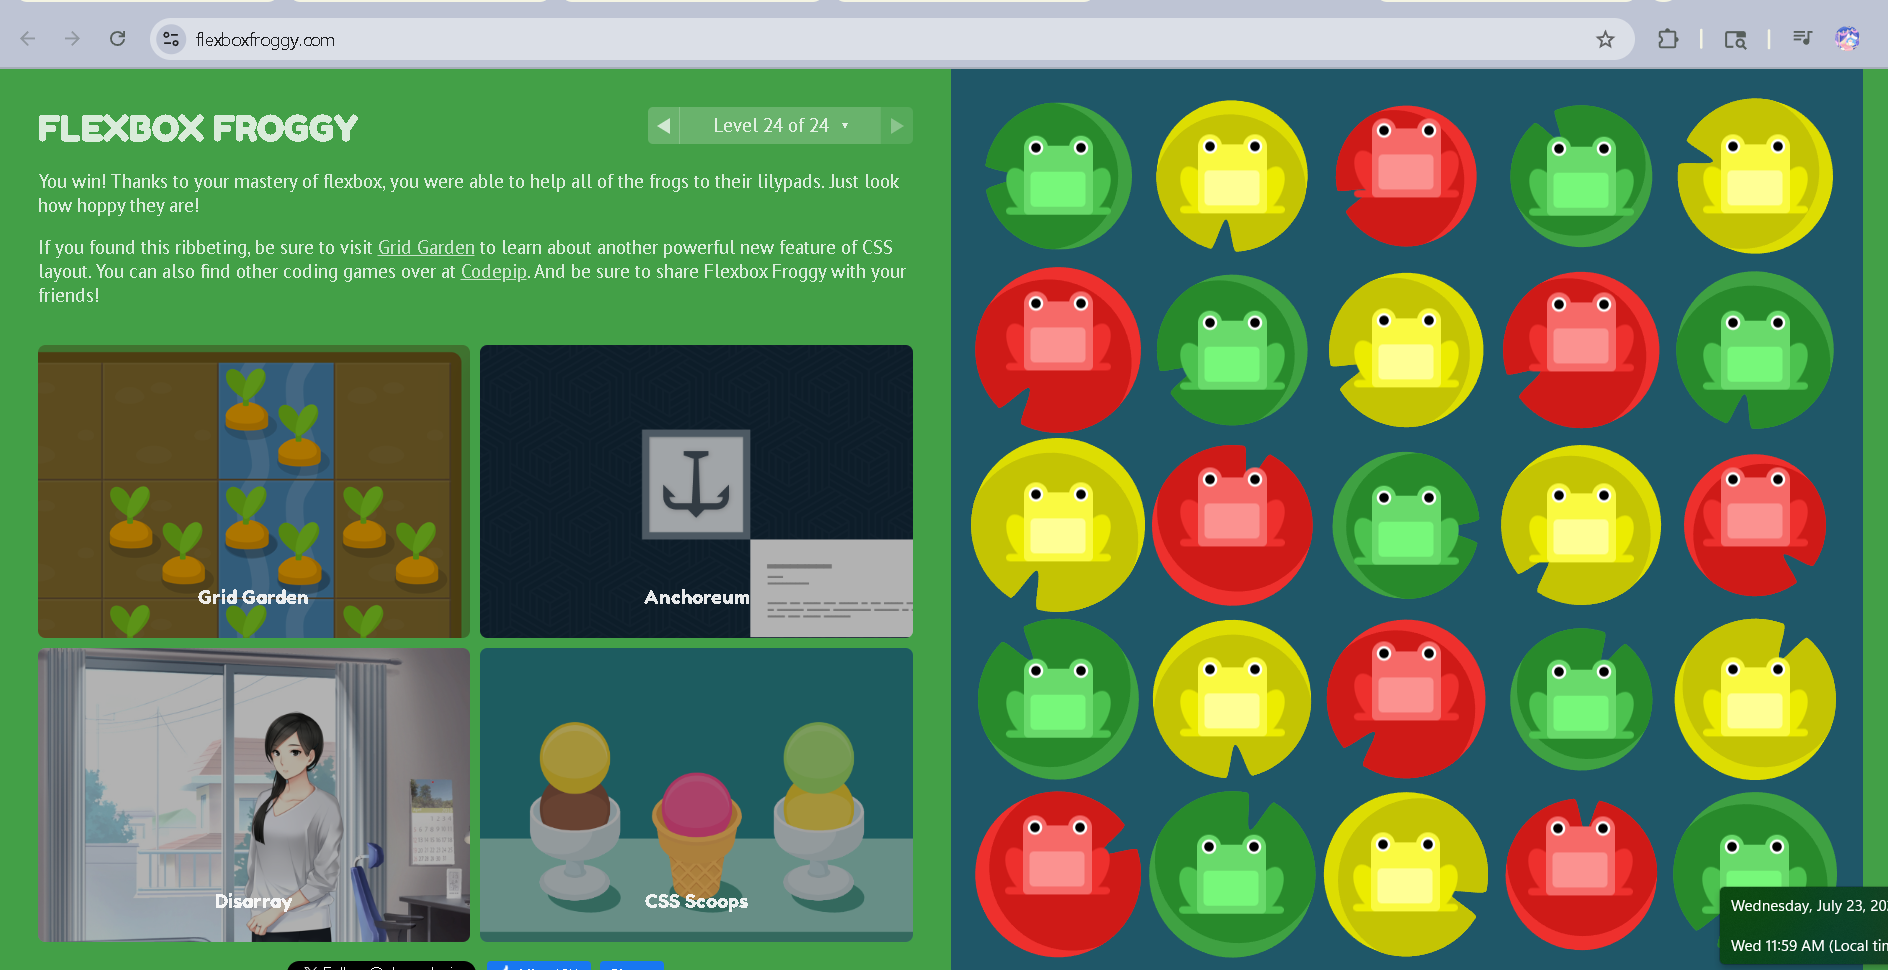 flexboxfroggy.com
FLEXBOX FROGGY
Level 24 of 24
You win! Thanks to your mastery of flexbox, you were able to help all of the frogs to their lilypads. Just look
how hoppy they are!
If you found this ribbeting, be sure to visit Grid Garden to learn about another powerful new feature of CSS
layout. You can also find other coding games over at Codepip. And be sure to share Flexbox Froggy with your
friends!
Grid Garden
Anchoreum
Disarray
CSS Scoops
Wednesday, July 23, 20
Wed 11:59 AM (Local tim